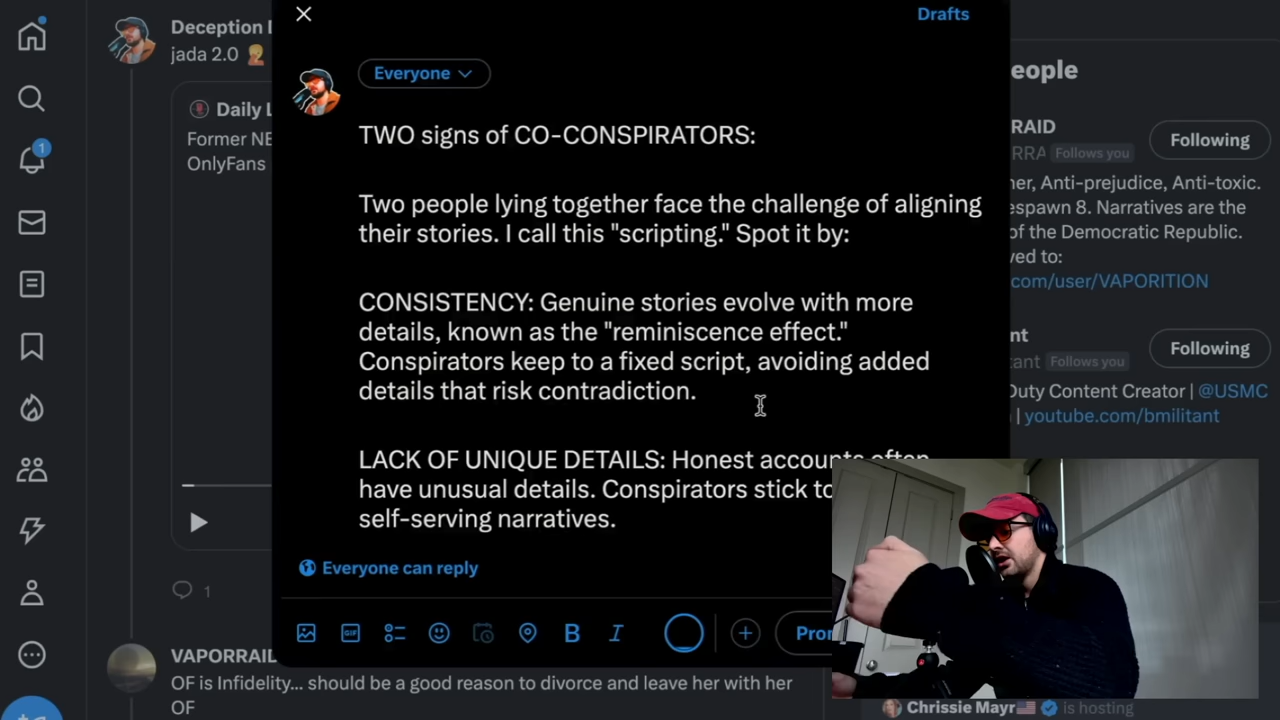 Deception
jada 2.0
Daily
Former
OnlyFans
1
VAPORRAID
OF is Infidelity... should be a good reason to divorce and leave her with her
OF
Drafts
Everyone
TWO signs of CO-CONSPIRATORS:
Two people lying together face the challenge of aligning
their stories. I call this "scripting." Spot it by:
CONSISTENCY: Genuine stories evolve with more
details, known as the "reminiscence effect."
Conspirators keep to a fixed script, avoiding added
details that risk contradiction.
LACK OF UNIQUE DETAILS: Honest accounts often
have unusual details. Conspirators stick to
self-serving narratives.
Everyone can reply
GIF
B
I
1
eople
RAID
Follows you
Following
Anti-prejudice, Anti-toxic.
espawn 8. Narratives are the
of the Democratic Republic.
ved to:
com/user/VAPORITION
nt
tant Follows you
Following
Duty Content Creator | @USMC
| youtube.com/bmilitant
Chrissie Mayr is hosting